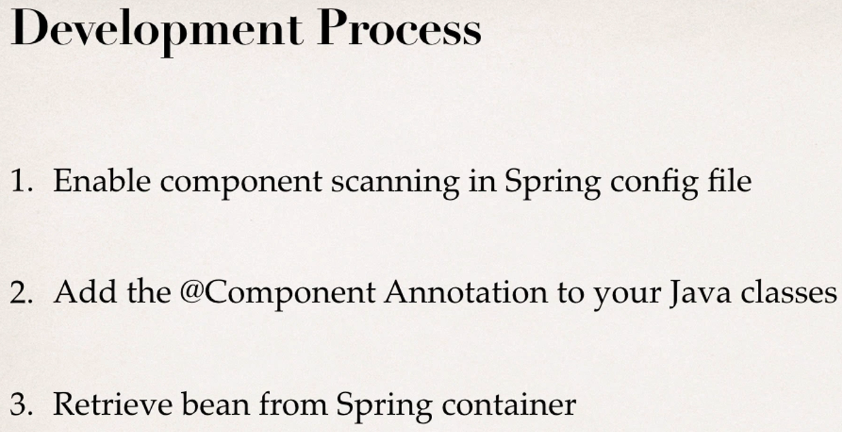 Development Process
1. Enable component scanning in Spring config file
2. Add the @Component Annotation to your Java classes
3. Retrieve bean from Spring container